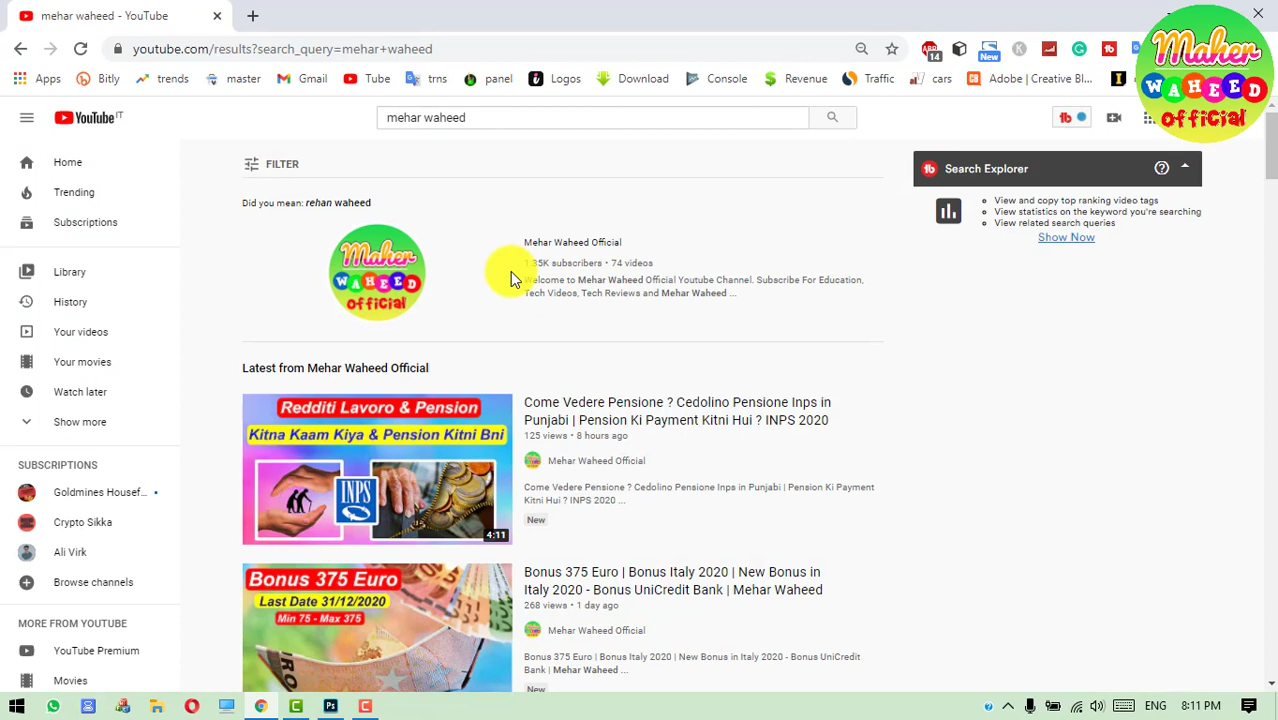 mehar waheed - YouTube
youtube.com/results?search_query=mehar+waheed
14
New
Apps
Bitly
trends
master
Gmail
Tube
trns
panel
Logos
Download
Console
Revenue
Traffic
cars
Adobe | Creative Bl...
Maher
WAHEED
official
YouTube IT
mehar waheed
Home
Trending
Subscriptions
Library
History
Your videos
Your movies
Watch later
Show more
SUBSCRIPTIONS
Goldmines Housef...
Crypto Sikka
Ali Virk
Browse channels
MORE FROM YOUTUBE
YouTube Premium
Movies
FILTER
Did you mean: rehan waheed
Maher
WAHEED
official
Mehar Waheed Official
1.35K subscribers • 74 videos
Welcome to Mehar Waheed Official Youtube Channel. Subscribe For Education,
Tech Videos, Tech Reviews and Mehar Waheed ...
Latest from Mehar Waheed Official
Redditi Lavoro & Pension
Kitna Kaam Kiya & Pension Kitni Bni
INPS
4:11
Come Vedere Pensione ? Cedolino Pensione Inps in
Punjabi | Pension Ki Payment Kitni Hui ? INPS 2020
125 views • 8 hours ago
Mehar Waheed Official
Come Vedere Pensione ? Cedolino Pensione Inps in Punjabi | Pension Ki Payment
Kitni Hui ? INPS 2020 ...
New
Bonus 375 Euro
Last Date 31/12/2020
Min 75 - Max 375
Bonus 375 Euro | Bonus Italy 2020 | New Bonus in
Italy 2020 - Bonus UniCredit Bank | Mehar Waheed
268 views • 1 day ago
Mehar Waheed Official
Bonus 375 Euro | Bonus Italy 2020 | New Bonus in Italy 2020 - Bonus UniCredit
Bank | Mehar Waheed ...
New
Search Explorer
View and copy top ranking video tags
View statistics on the keyword you're searching
View related search queries
Show Now
ENG
8:11 PM